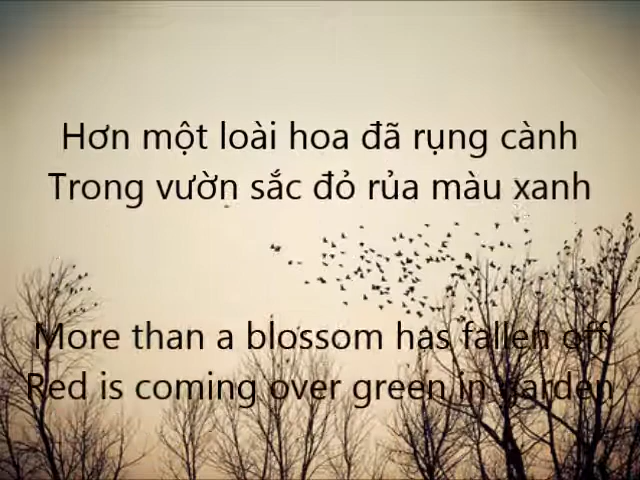 Hơn một loài hoa đã rụng cành
Trong vườn sắc đỏ rủa màu xanh
More than a blossom has fallen off
Red is coming over green in garden